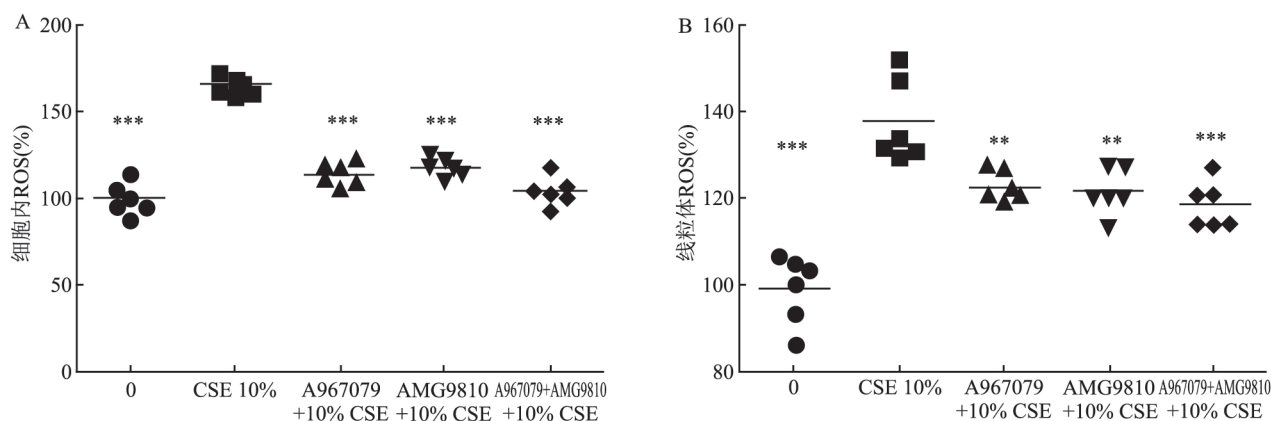 A
细胞内ROS(%)
200
150
100
50
0
***
***
***
***
0
CSE 10%
A967079
+10% CSE
AMG9810
+10% CSE
A967079+AMG9810
+10% CSE
B
线粒体ROS(%)
160
140
120
100
80
***
**
**
***
0
CSE 10%
A967079
+10% CSE
AMG9810
+10% CSE
A967079+AMG9810
+10% CSE